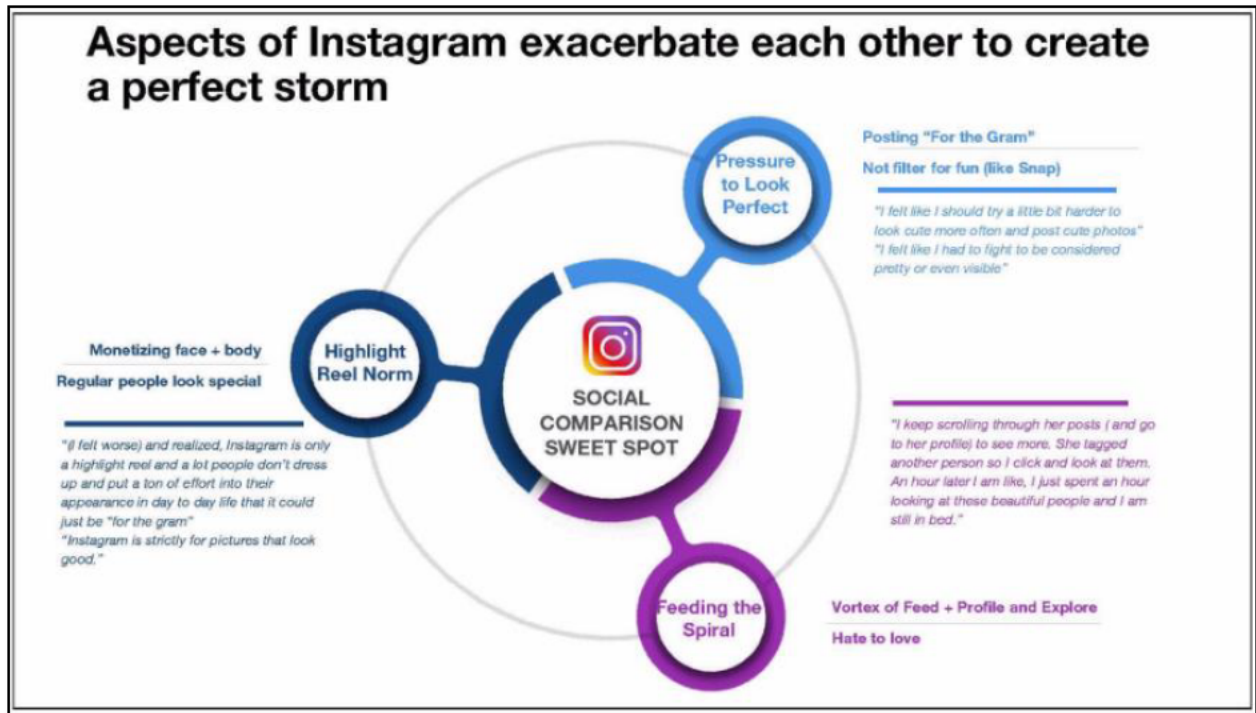 Aspects of Instagram exacerbate each other to create
a perfect storm
Pressure
to Look
Perfect
Posting "For the Gram"
Not filter for fun (like Snap)
"I felt like I should try a little bit harder to
look cute more often and post cute photos"
"I felt like I had to fight to be considered
pretty or even visible"
Highlight
Reel Norm
Monetizing face + body
Regular people look special
"(I felt worse) and realized, Instagram is only
a highlight reel and a lot people don't dress
up and put a ton of effort into their
appearance in day to day life that it could
just be "for the gram"
"Instagram is strictly for pictures that look
good."
SOCIAL
COMPARISON
SWEET SPOT
"I keep scrolling through her posts ( and go
to her profile) to see more. She tagged
another person so I click and look at them.
An hour later I am like, I just spent an hour
looking at these beautiful people and I am
still in bed."
Feeding the
Spiral
Vortex of Feed + Profile and Explore
Hate to love